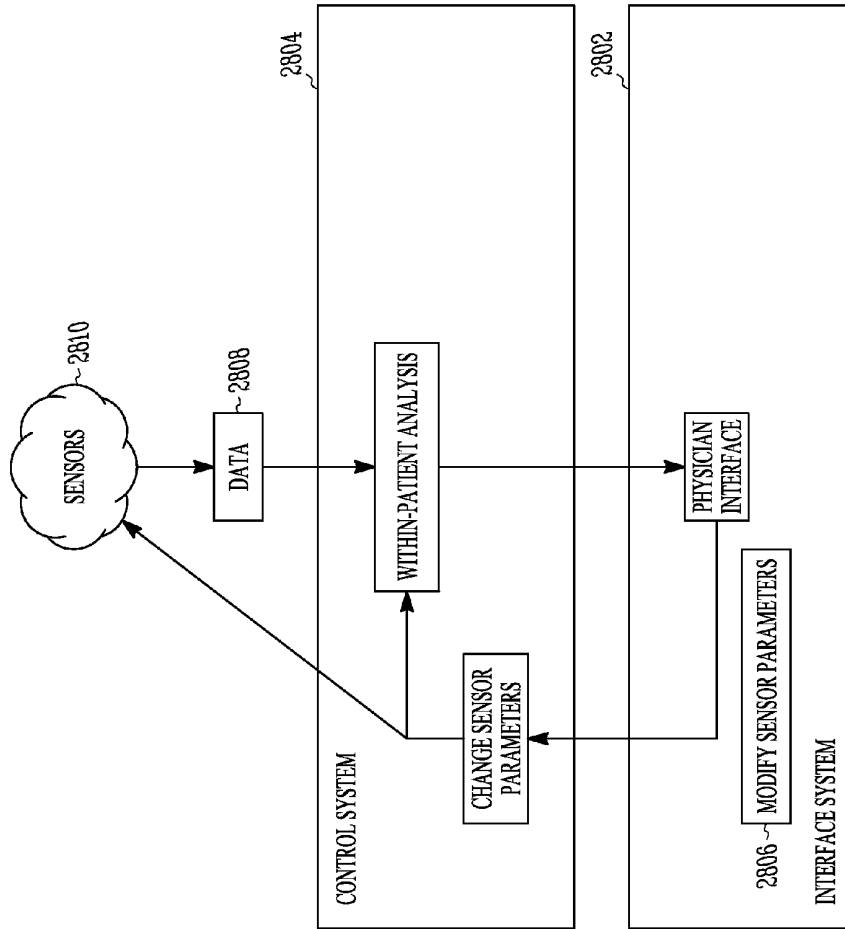 SENSORS
2810
DATA
2808
CONTROL SYSTEM
2804
WITHIN-PATIENT ANALYSIS
CHANGE SENSOR
PARAMETERS
INTERFACE SYSTEM
2802
PHYSICIAN
INTERFACE
MODIFY SENSOR PARAMETERS
2806